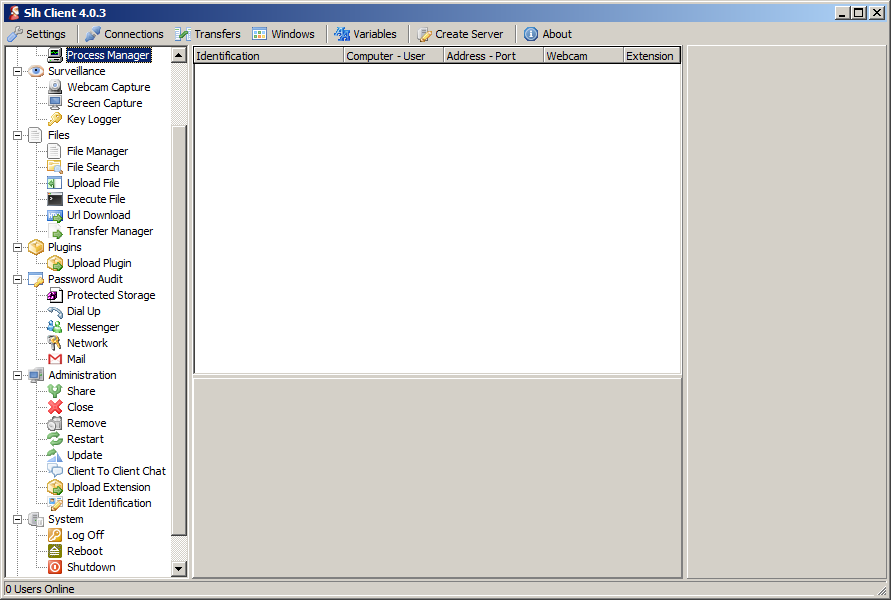 Slh Client 4.0.3
Settings Connections Transfers Windows Variables Create Server About
Process Manager
Surveillance
Webcam Capture
Screen Capture
Key Logger
Files
File Manager
File Search
Upload File
Execute File
Url Download
Transfer Manager
Plugins
Upload Plugin
Password Audit
Protected Storage
Dial Up
Messenger
Network
Mail
Administration
Share
Close
Remove
Restart
Update
Client To Client Chat
Upload Extension
Edit Identification
System
Log Off
Reboot
Shutdown
Identification Computer - User Address - Port Webcam Extension
0 Users Online